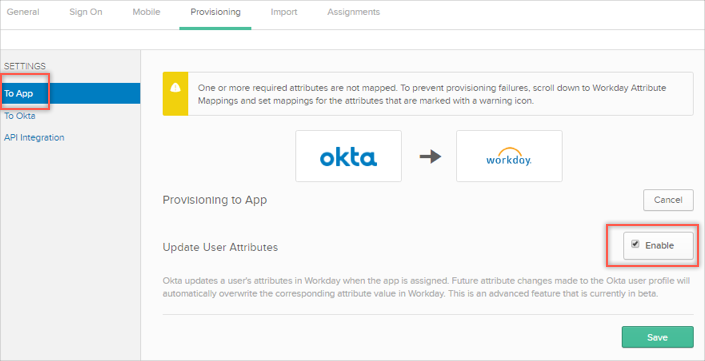 General Sign On Mobile Provisioning Import Assignments
SETTINGS
To App
To Okta
API Integration
One or more required attributes are not mapped. To prevent provisioning failures, scroll down to Workday Attribute
Mappings and set mappings for the attributes that are marked with a warning icon.
okta
workday.
Provisioning to App
Cancel
Update User Attributes
Enable
Okta updates a user's attributes in Workday when the app is assigned. Future attribute changes made to the Okta user profile will
automatically overwrite the corresponding attribute value in Workday. This is an advanced feature that is currently in beta.
Save